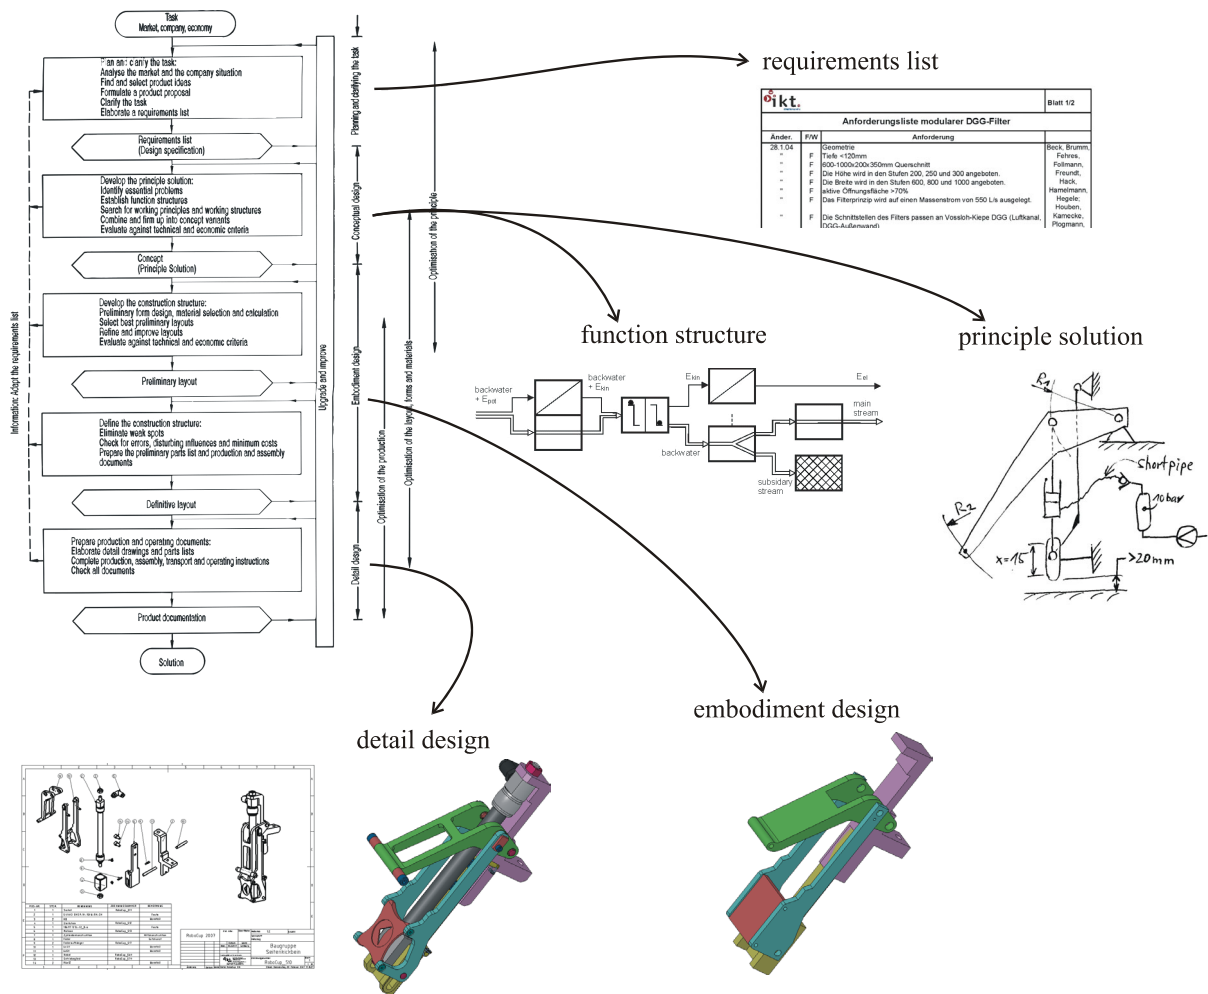 Task
Market, company, economy
Plan and clarify the task:
Analyse the market and the company situation
Find and select product ideas
Formulate a product proposal
Clarify the task
Elaborate a requirements list
Requirements list
(Design specification)
Develop the principle solution:
Identify essential problems
Establish function structures
Search for working principles and working structures
Combine and firm up into concept variants
Evaluate against technical and economic criteria
Concept
(Principle Solution)
Develop the construction structure:
Preliminary form design, material selection and calculation
Select best preliminary layouts
Refine and improve layouts
Evaluate against technical and economic criteria
Preliminary layout
Define the construction structure:
Eliminate weak spots
Check for errors, disturbing influences and minimum costs
Prepare the preliminary parts list and production and assembly
documents
Definitive layout
Prepare production and operating documents:
Elaborate detail drawings and parts lists
Complete production, assembly, transport and operating instructions
Check all documents
Product documentation
Solution
Information: Adapt the requirements list
Upgrade and improve
Planning and clarifying the task
Conceptual design
Embodiment design
Detail design
Optimisation of the production
Optimisation of the layout, forms and materials
Optimisation of the principle
requirements list
ikt.
Blatt 1/2
Anforderungsliste modularer DGG-Filter
Änder. F/W Anforderung
28.1.04 Geometrie Beck, Brumm,
" F Tiefe <120mm Fehres,
" F 600-1000x200x350mm Querschnitt Follmann,
" F Die Höhe wird in den Stufen 200, 250 und 300 angeboten. Freundt,
" F Die Breite wird in den Stufen 600, 800 und 1000 angeboten. Hack,
" F aktive Öffnungsfläche >70% Hamelmann,
" F Das Filterprinzip wird auf einen Massenstrom von 550 L/s ausgelegt. Hegele;
Houben,
" F Die Schnittstellen des Filters passen an Vossloh-Kiepe DGG (Luftkanal, Kamecke,
DGG-Außenwand) Plogmann,
function structure
backwater
+ Epot
backwater
+ Ekin
Ekin
Eel
main
stream
backwater
subsidary
stream
principle solution
R1
R2
short pipe
10 bar
x=15
>20mm
embodiment design
detail design
RoboCup 2007
Baugruppe
Seitenkicken